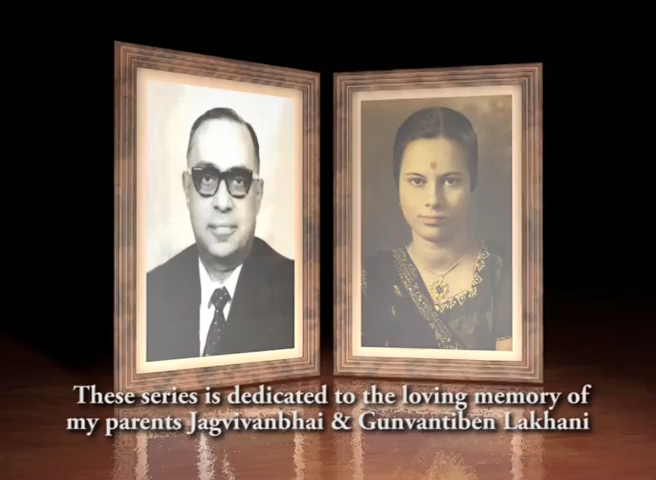 These series is dedicated to the loving memory of
my parents Jagvivanbhai & Gunvantiben Lakhani